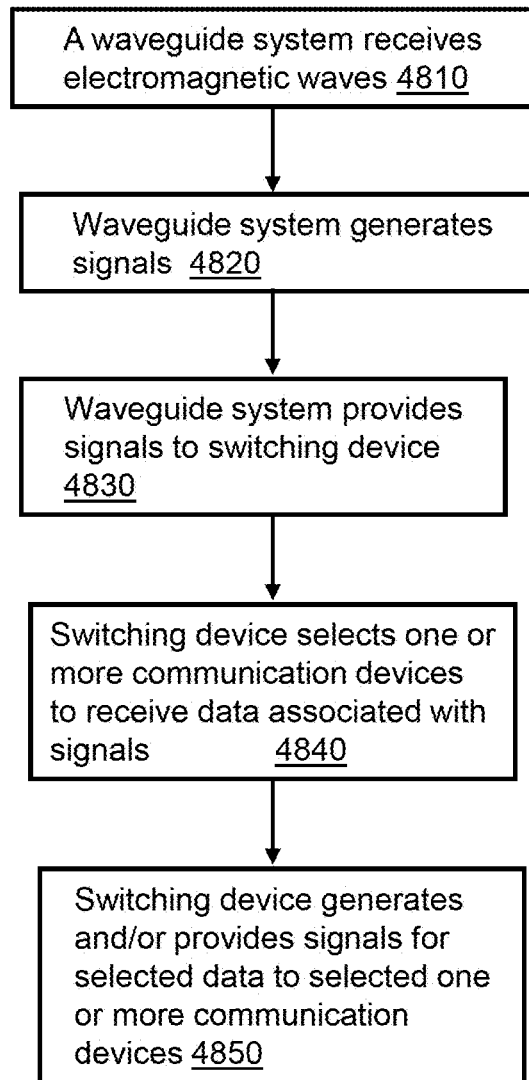 A waveguide system receives
electromagnetic waves 4810
Waveguide system generates
signals 4820
Waveguide system provides
signals to switching device
4830
Switching device selects one or
more communication devices
to receive data associated with
signals 4840
Switching device generates
and/or provides signals for
selected data to selected one
or more communication
devices 4850